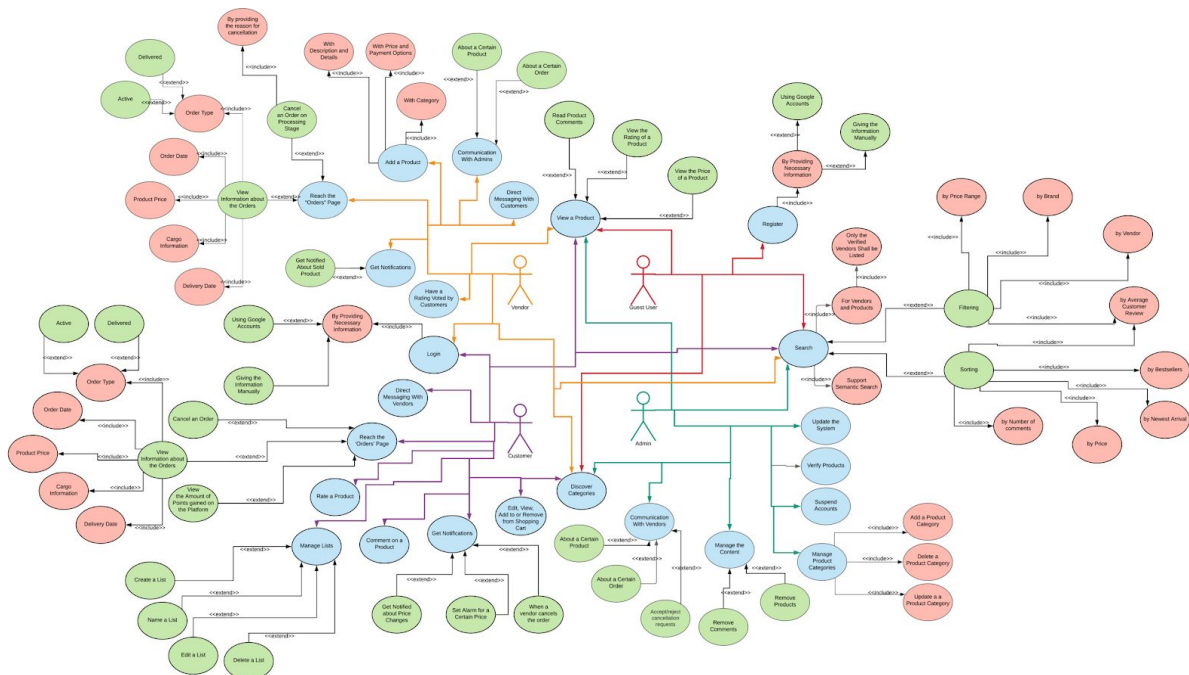 By providing
the reason for
cancellation
<<include>>
Delivered
<<extend>>
Active
<<extend>>
Order Type
<<include>>
Cancel
an Order on
Processing
Stage
<<extend>>
Order Date
<<include>>
Product Price
<<include>>
View
Information about
the Orders
<<extend>>
Reach the
"Orders" Page
Cargo
Information
<<include>>
Delivery Date
<<include>>
With
Description and
Details
<<include>>
With Price and
Payment Options
<<include>>
With Category
<<include>>
Add a Product
About a Certain
Product
<<extend>>
About a Certain
Order
<<extend>>
Communication
With Admins
Direct
Messaging With
Customers
Get Notified
About Sold
Product
<<extend>>
Get Notifications
Have a
Rating Voted by
Customers
Vendor
Read Product
Comments
<<extend>>
View the
Rating of a
Product
<<extend>>
View the Price
of a Product
<<extend>>
View a Product
Using Google
Accounts
<<extend>>
Giving the
Information
Manually
<<extend>>
By Providing
Necessary
Information
<<include>>
Register
Guest User
Only the
Verified
Vendors Shall be
Listed
<<include>>
For Vendors
and Products
<<include>>
Search
<<include>>
Support
Semantic Search
by Price Range
<<include>>
by Brand
<<include>>
by Vendor
<<include>>
by Average
Customer
Review
<<include>>
Filtering
<<extend>>
Sorting
<<extend>>
<<include>>
by Bestsellers
<<include>>
by Newest Arrival
<<include>>
by Price
<<include>>
by Number of
comments
<<include>>
Active
<<extend>>
Delivered
<<extend>>
Order Type
<<include>>
Order Date
<<include>>
Product Price
<<include>>
Cargo
Information
<<include>>
Delivery Date
<<include>>
View
Information about
the Orders
<<extend>>
Cancel an Order
<<extend>>
View
the Amount of
Points gained on
the Platform
<<extend>>
Reach the
"Orders" Page
Using Google
Accounts
<<extend>>
Giving the
Information
Manually
<<extend>>
By Providing
Necessary
Information
<<include>>
Login
Direct
Messaging With
Vendors
Customer
Rate a Product
Manage Lists
Create a List
<<extend>>
Name a List
<<extend>>
Edit a List
<<extend>>
Delete a List
<<extend>>
Comment on a
Product
Get Notifications
Get Notified
about Price
Changes
<<extend>>
Set Alarm for a
Certain Price
<<extend>>
When a
vendor cancels
the order
<<extend>>
Edit, View,
Add to or Remove
from Shopping
Cart
Discover
Categories
Admin
Communication
With Vendors
About a Certain
Product
<<extend>>
About a Certain
Order
<<extend>>
Accept/reject
cancellation
requests
<<extend>>
Manage the
Content
Remove
Comments
<<extend>>
Remove
Products
<<extend>>
Update the
System
Verify Products
Suspend
Accounts
Manage
Product
Categories
Add a Product
Category
<<include>>
Delete a
Product Category
<<include>>
Update a a
Product Category
<<include>>